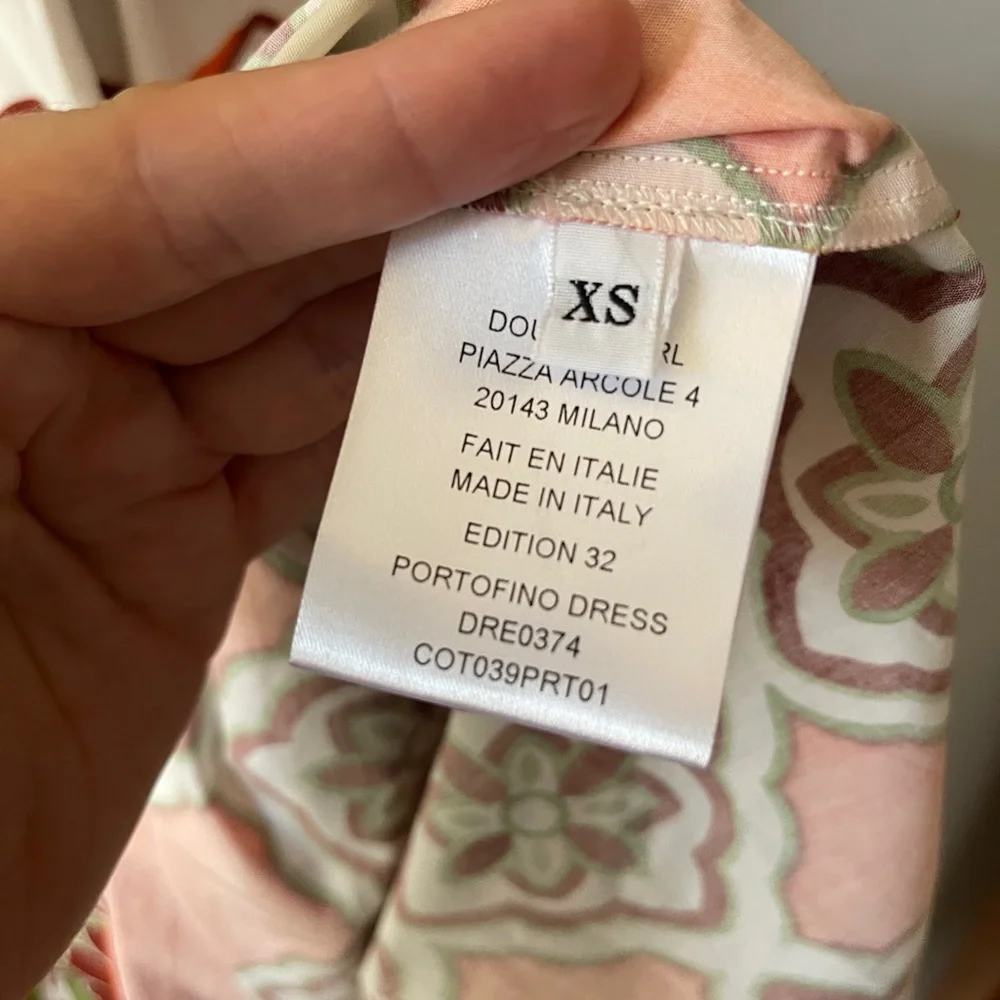 XS
PIAZZA ARCOLE 4
20143 MILANO
FAIT EN ITALIE
MADE IN ITALY
EDITION 32
PORTOFINO DRESS
DRE0374
COT039PRT01